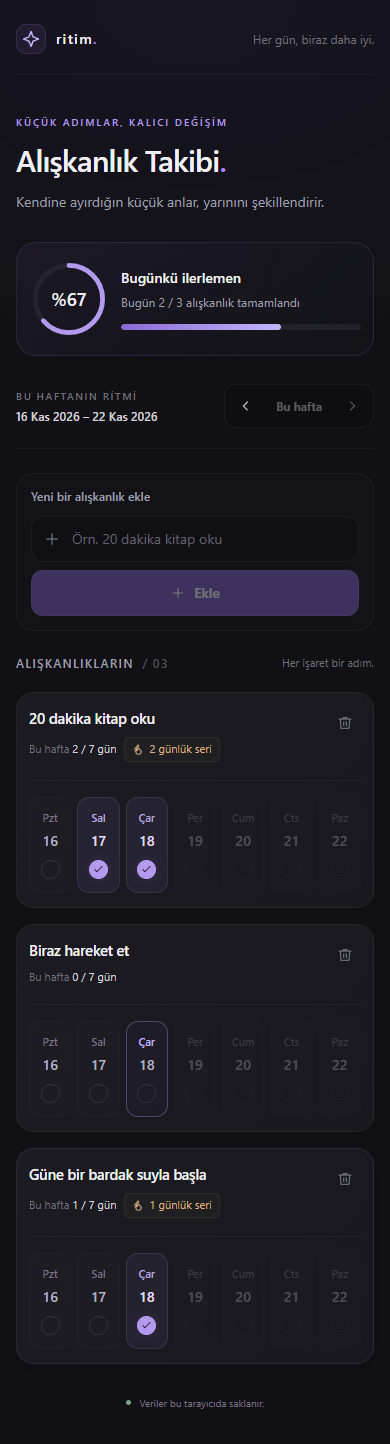 ritim.
Her gün, biraz daha iyi.
KÜÇÜK ADIMLAR, KALICI DEĞİŞİM
Alışkanlık Takibi.
Kendine ayırdığın küçük anlar, yarınını şekillendirir.
%67
Bugünkü ilerlemen
Bugün 2 / 3 alışkanlık tamamlandı
BU HAFTANIN RİTMİ
16 Kas 2026 – 22 Kas 2026
Bu hafta
Yeni bir alışkanlık ekle
Örn. 20 dakika kitap oku
Ekle
ALIŞKANLIKLARIN / 03
Her işaret bir adım.
20 dakika kitap oku
Bu hafta 2 / 7 gün 2 günlük seri
Pzt Sal Çar Per Cum Cts Paz
16 17 18 19 20 21 22
Biraz hareket et
Bu hafta 0 / 7 gün
Pzt Sal Çar Per Cum Cts Paz
16 17 18 19 20 21 22
Güne bir bardak suyla başla
Bu hafta 1 / 7 gün 1 günlük seri
Pzt Sal Çar Per Cum Cts Paz
16 17 18 19 20 21 22
Veriler bu tarayıcıda saklanır.